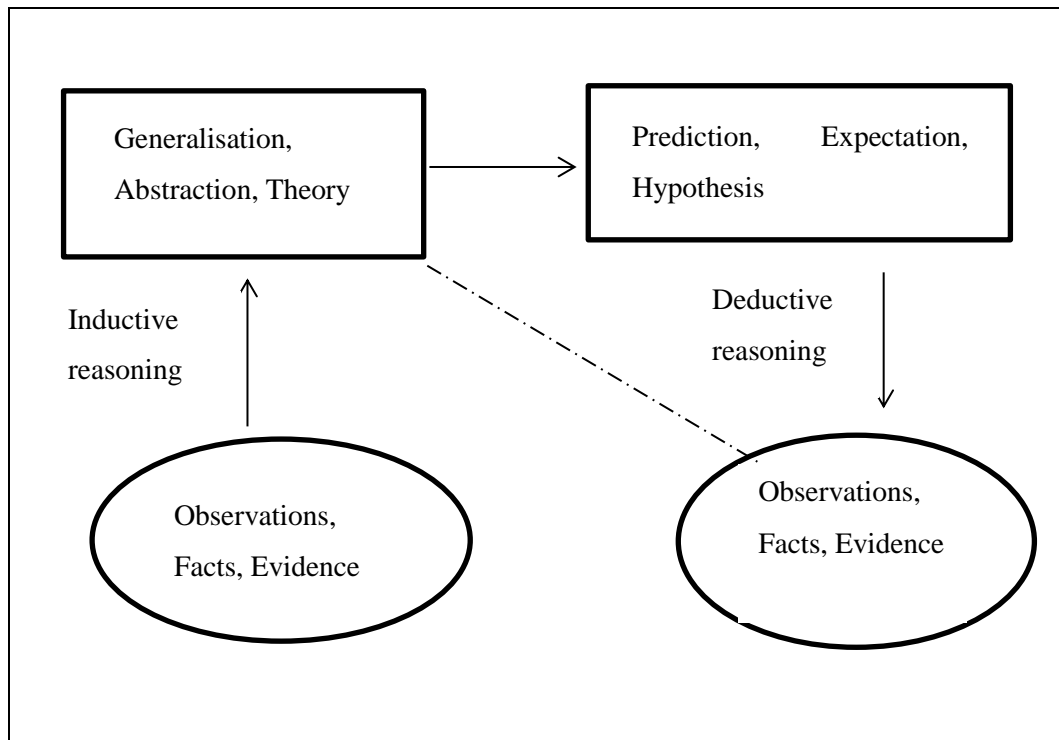 Generalisation,
Abstraction, Theory
Prediction, Expectation,
Hypothesis
Inductive
reasoning
Deductive
reasoning
Observations,
Facts, Evidence
Observations,
Facts, Evidence